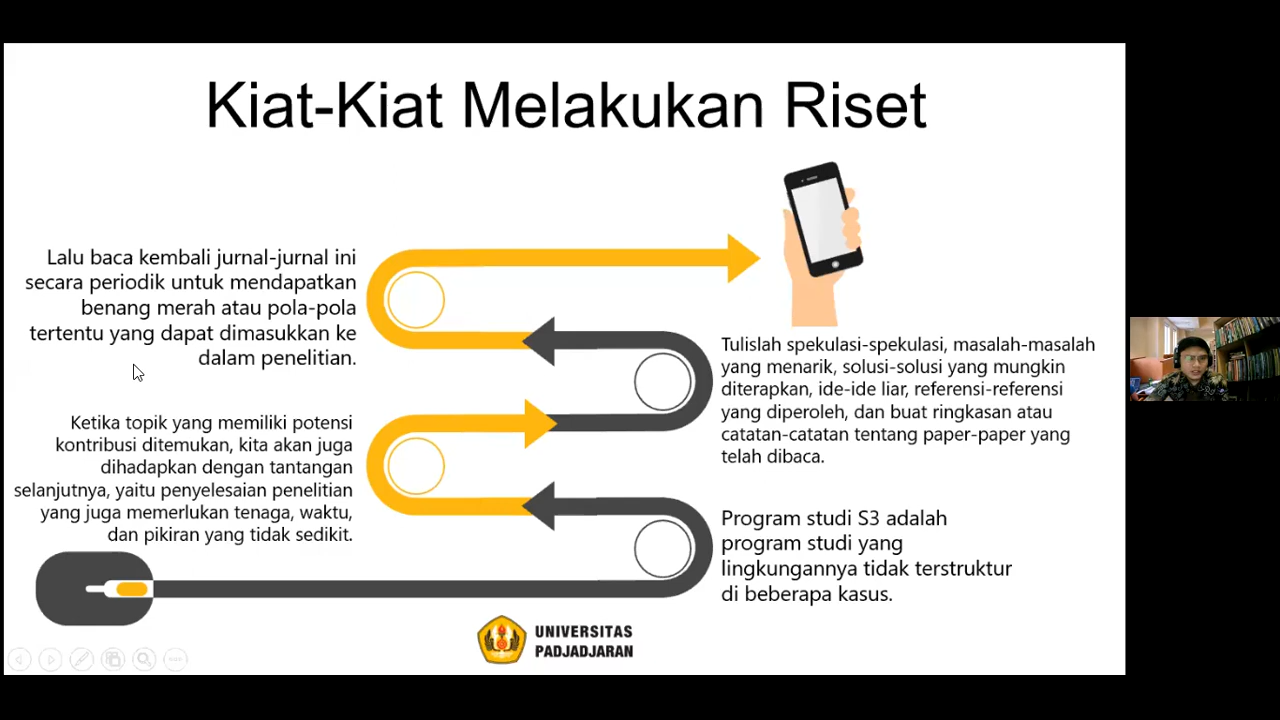 Kiat-Kiat Melakukan Riset
Lalu baca kembali jurnal-jurnal ini
secara periodik untuk mendapatkan
benang merah atau pola-pola
tertentu yang dapat dimasukkan ke
dalam penelitian.
Tulislah spekulasi-spekulasi, masalah-masalah
yang menarik, solusi-solusi yang mungkin
diterapkan, ide-ide liar, referensi-referensi
yang diperoleh, dan buat ringkasan atau
catatan-catatan tentang paper-paper yang
telah dibaca.
Ketika topik yang memiliki potensi
kontribusi ditemukan, kita akan juga
dihadapkan dengan tantangan
selanjutnya, yaitu penyelesaian penelitian
yang juga memerlukan tenaga, waktu,
dan pikiran yang tidak sedikit.
Program studi S3 adalah
program studi yang
lingkungannya tidak terstruktur
di beberapa kasus.
UNIVERSITAS
PADJADJARAN